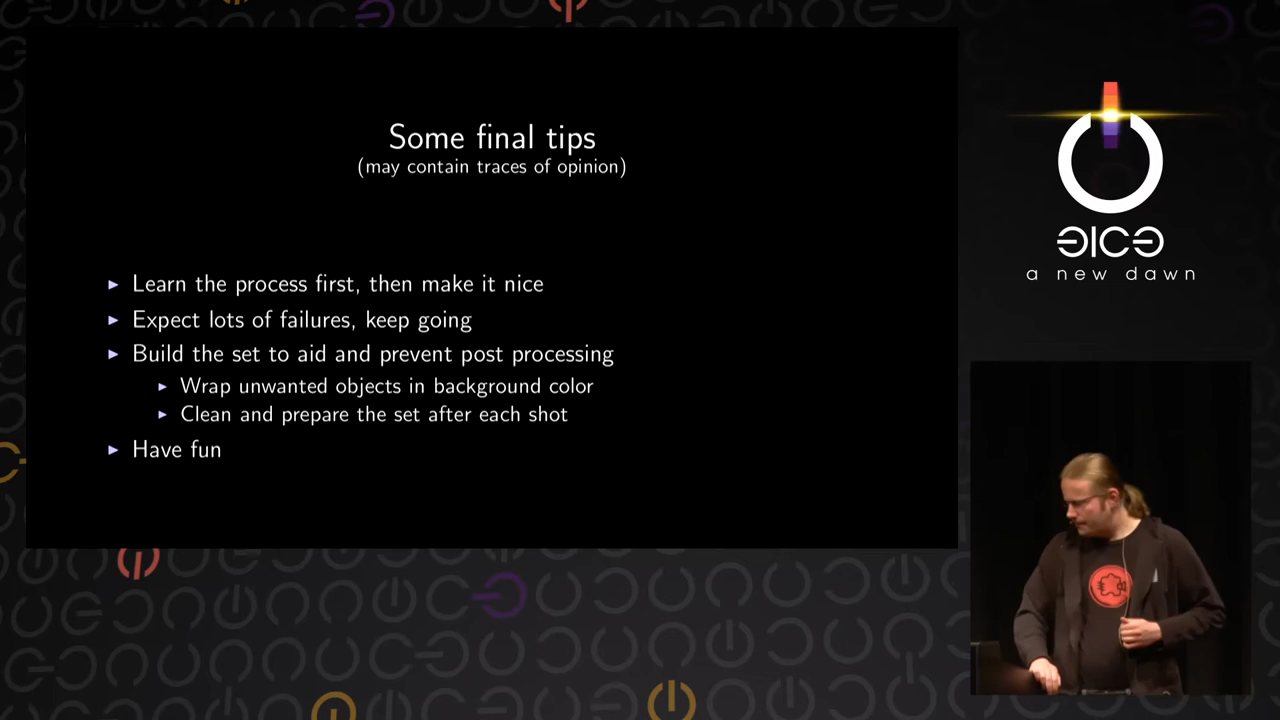 Some final tips
(may contain traces of opinion)
Learn the process first, then make it nice
Expect lots of failures, keep going
Build the set to aid and prevent post processing
Wrap unwanted objects in background color
Clean and prepare the set after each shot
Have fun
ЭICЭ
a new dawn